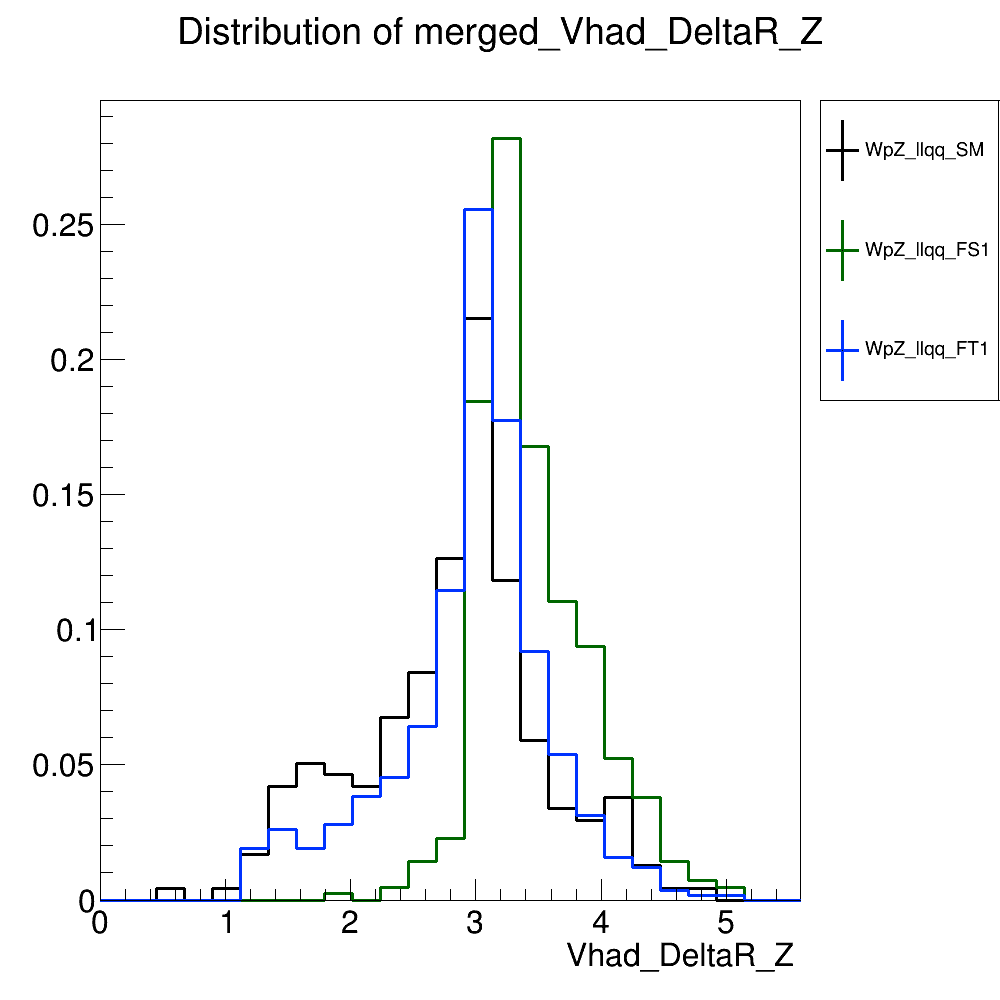 Distribution of merged_Vhad_DeltaR_Z
WpZ_llqq_SM
WpZ_llqq_FS1
WpZ_llqq_FT1
0.25
0.2
0.15
0.1
0.05
0
0 1 2 3 4 5
Vhad_DeltaR_Z